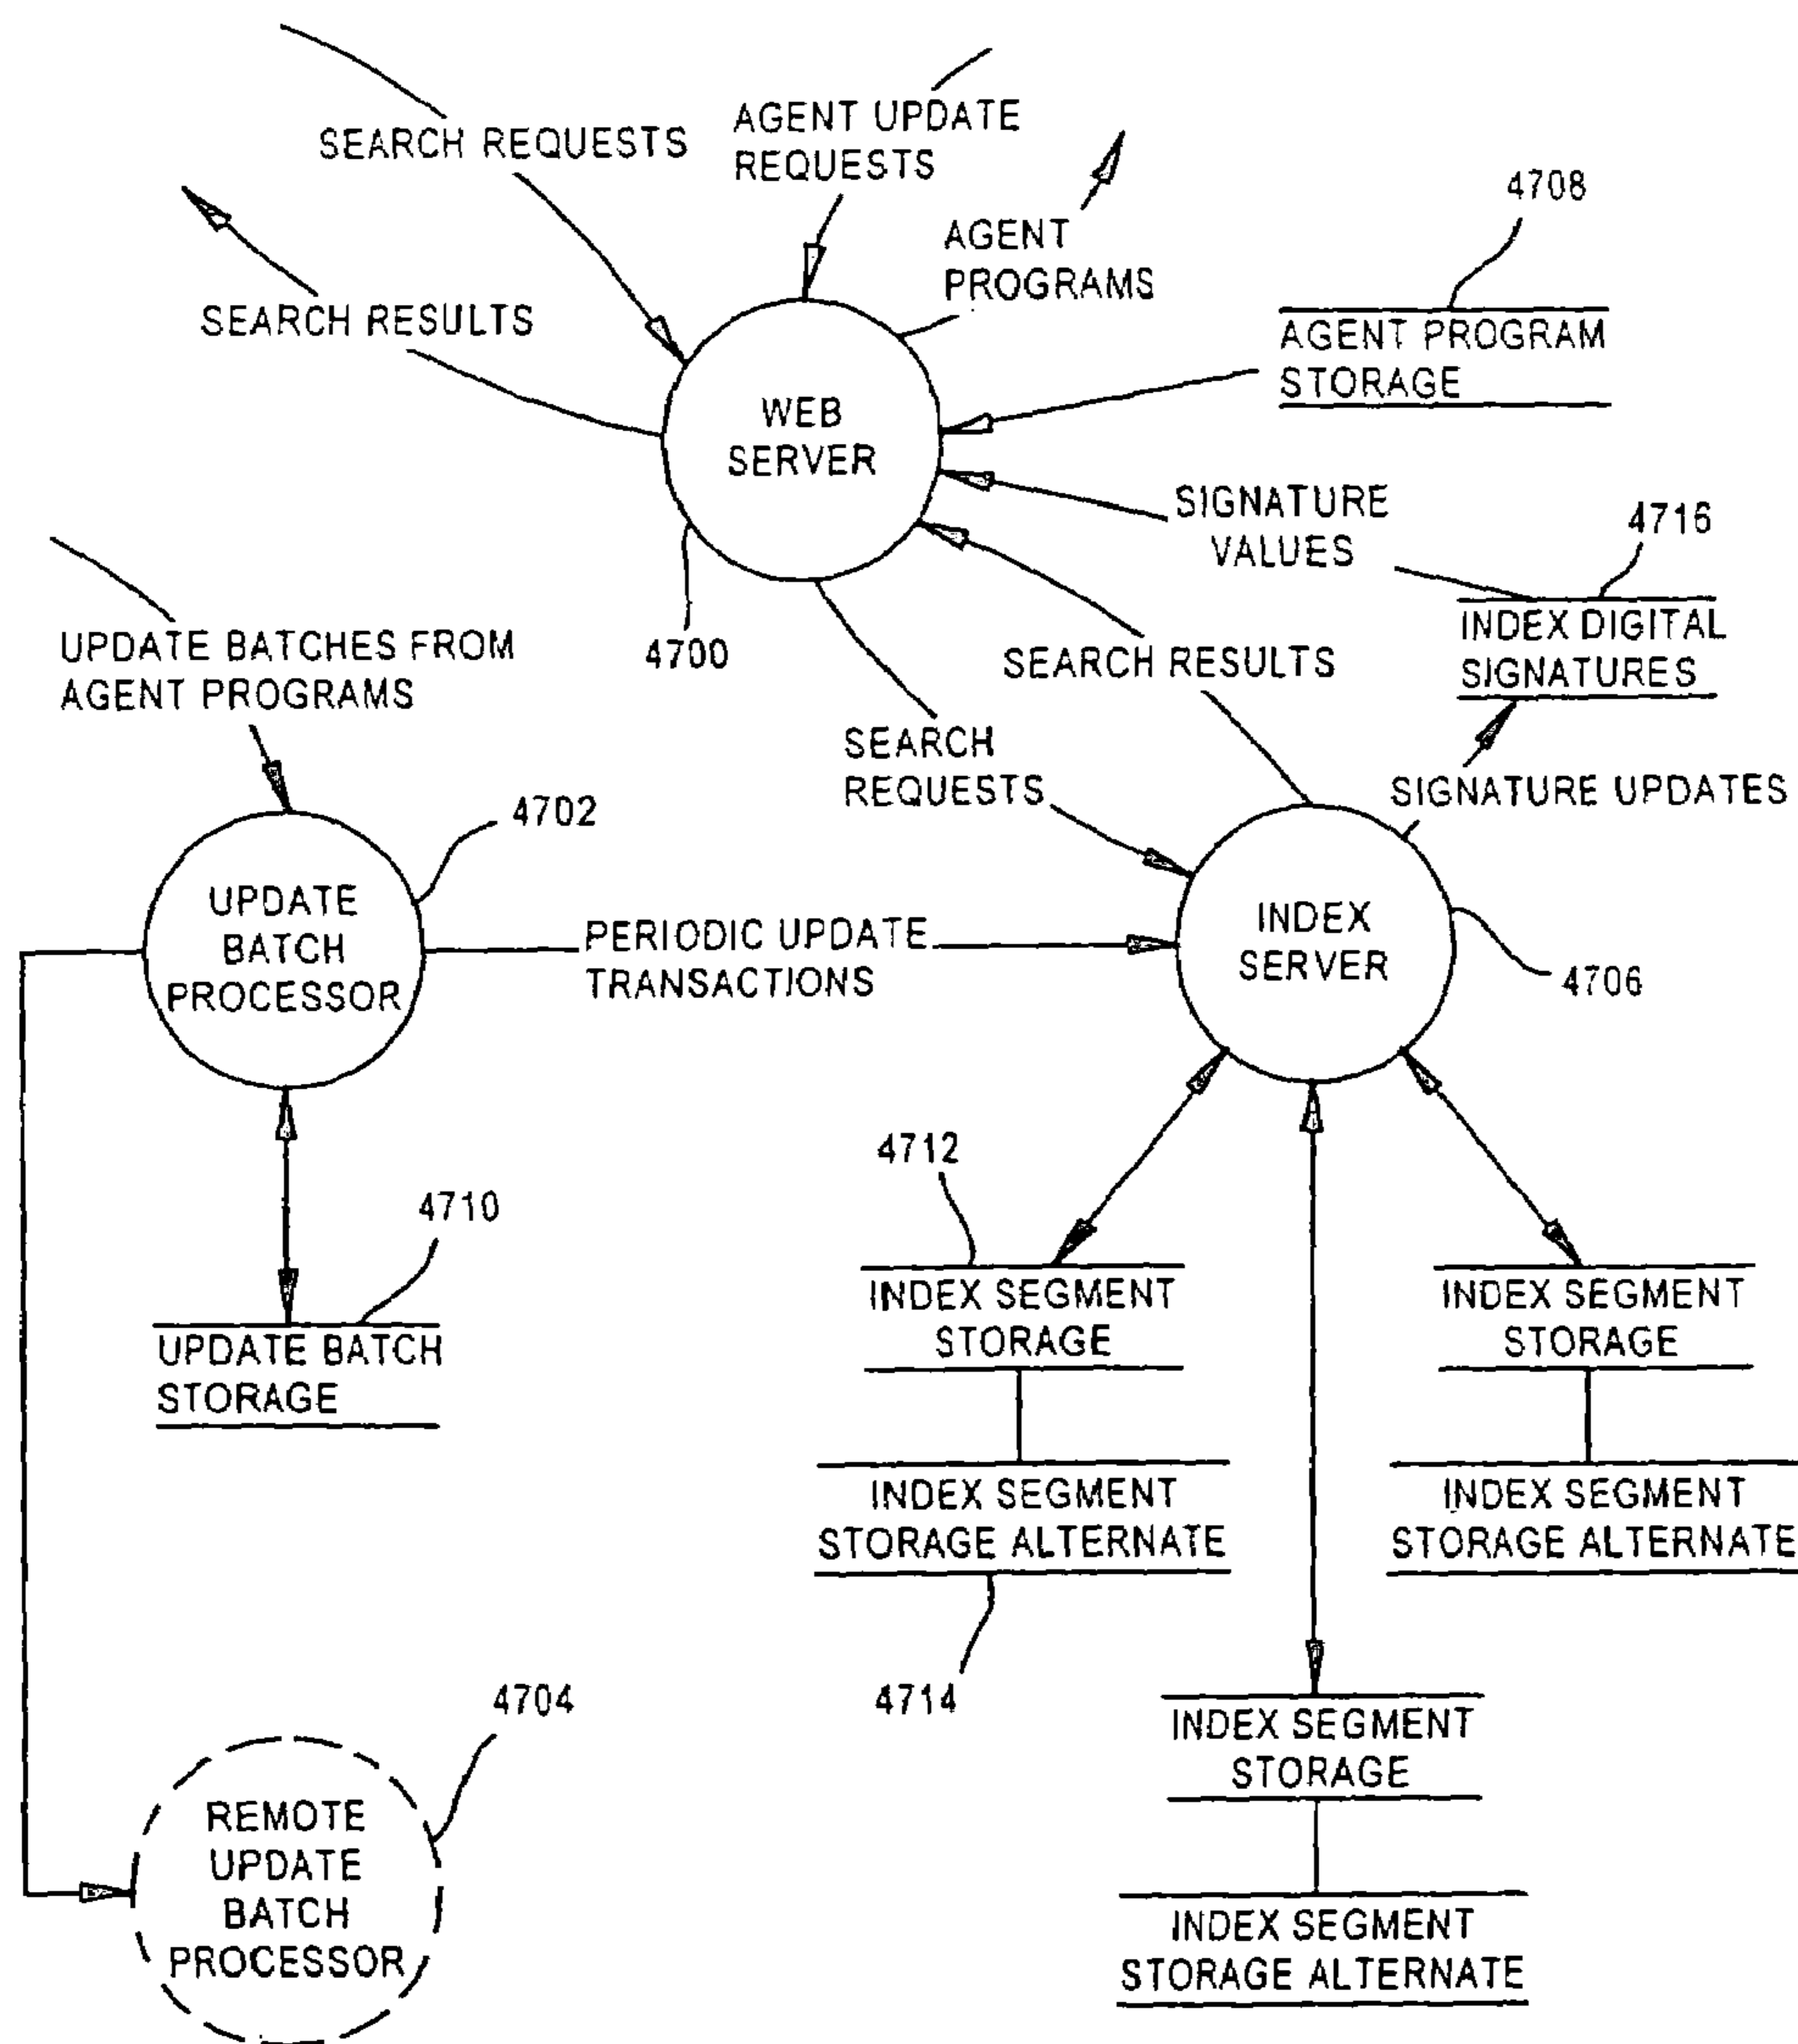 SEARCH REQUESTS
AGENT UPDATE
REQUESTS
4708
AGENT
PROGRAMS
SEARCH RESULTS
AGENT PROGRAM
STORAGE
WEB
SERVER
SIGNATURE
VALUES
4716
4700
INDEX DIGITAL
SIGNATURES
UPDATE BATCHES FROM
AGENT PROGRAMS
SEARCH RESULTS
SEARCH
REQUESTS
SIGNATURE UPDATES
4702
UPDATE
BATCH
PROCESSOR
PERIODIC UPDATE
TRANSACTIONS
INDEX
SERVER
4706
4712
4710
INDEX SEGMENT
STORAGE
INDEX SEGMENT
STORAGE
UPDATE BATCH
STORAGE
INDEX SEGMENT
STORAGE ALTERNATE
INDEX SEGMENT
STORAGE ALTERNATE
4714
4704
INDEX SEGMENT
STORAGE
REMOTE
UPDATE
BATCH
PROCESSOR
INDEX SEGMENT
STORAGE ALTERNATE